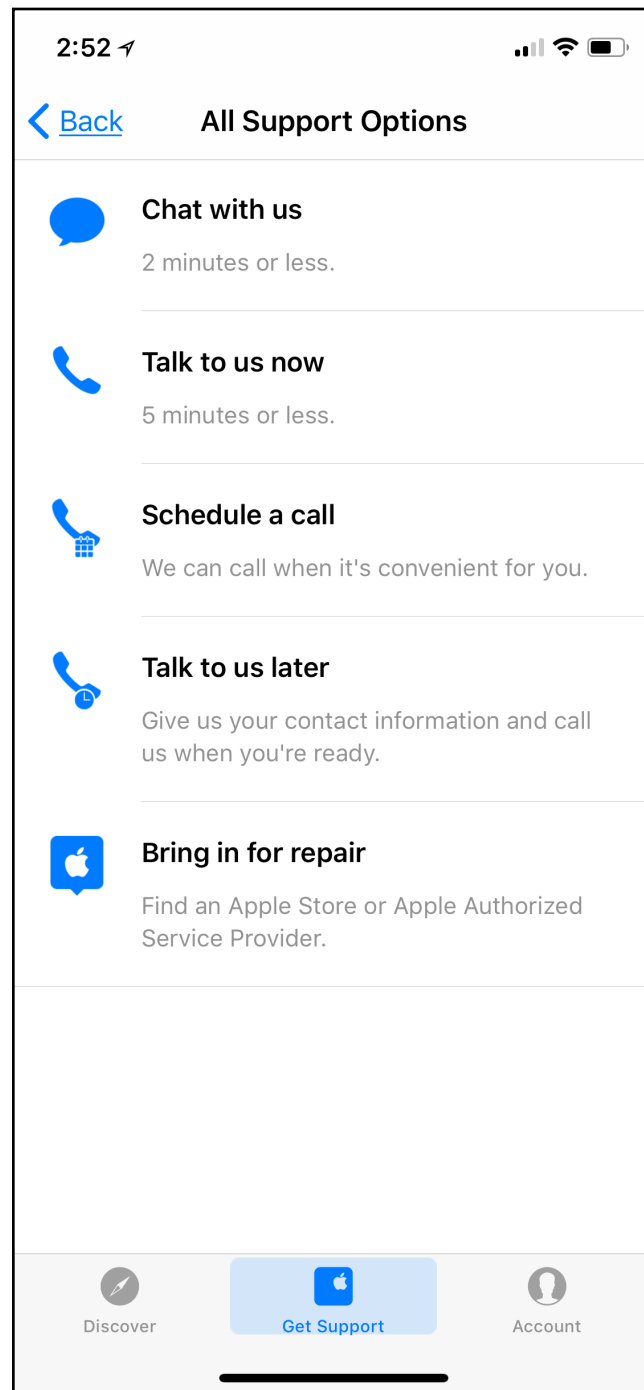 2:52
Back
All Support Options
Chat with us
2 minutes or less.
Talk to us now
5 minutes or less.
Schedule a call
We can call when it's convenient for you.
Talk to us later
Give us your contact information and call
us when you're ready.
Bring in for repair
Find an Apple Store or Apple Authorized
Service Provider.
Discover
Get Support
Account